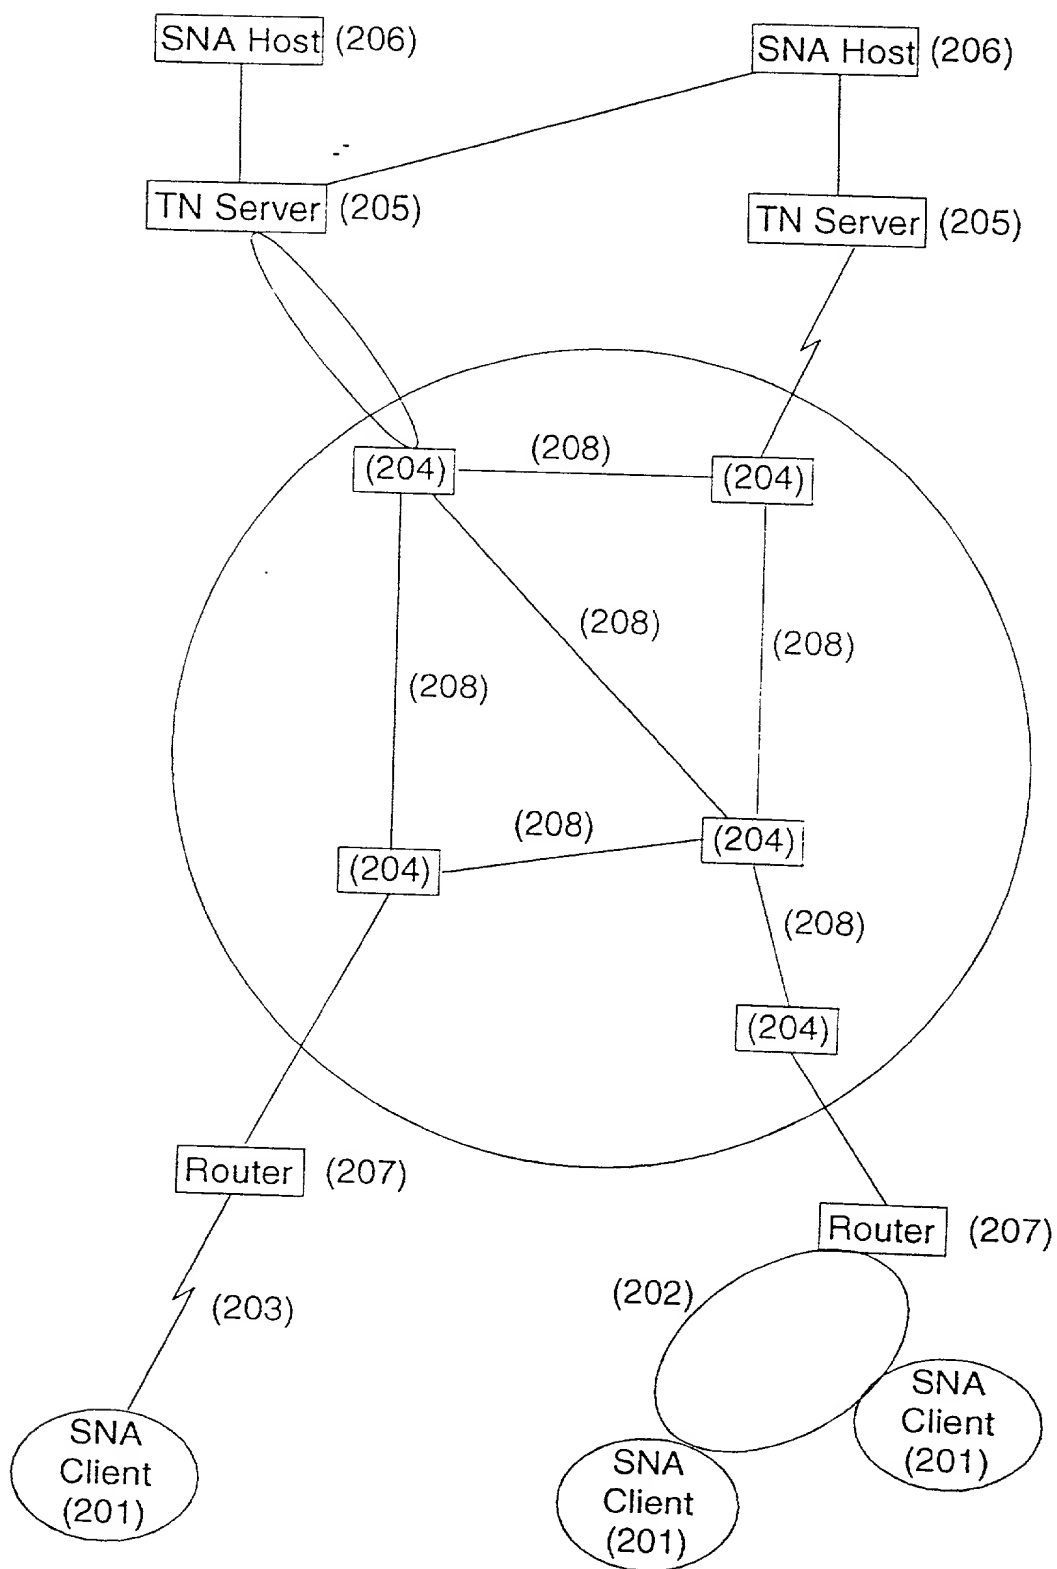 SNA Host (206)
SNA Host (206)
TN Server (205)
TN Server (205)
(204)
(208)
(204)
(208)
(208)
(208)
(208)
(204)
(204)
(208)
(204)
Router (207)
Router (207)
(203)
(202)
SNA
Client
(201)
SNA
Client
(201)
SNA
Client
(201)